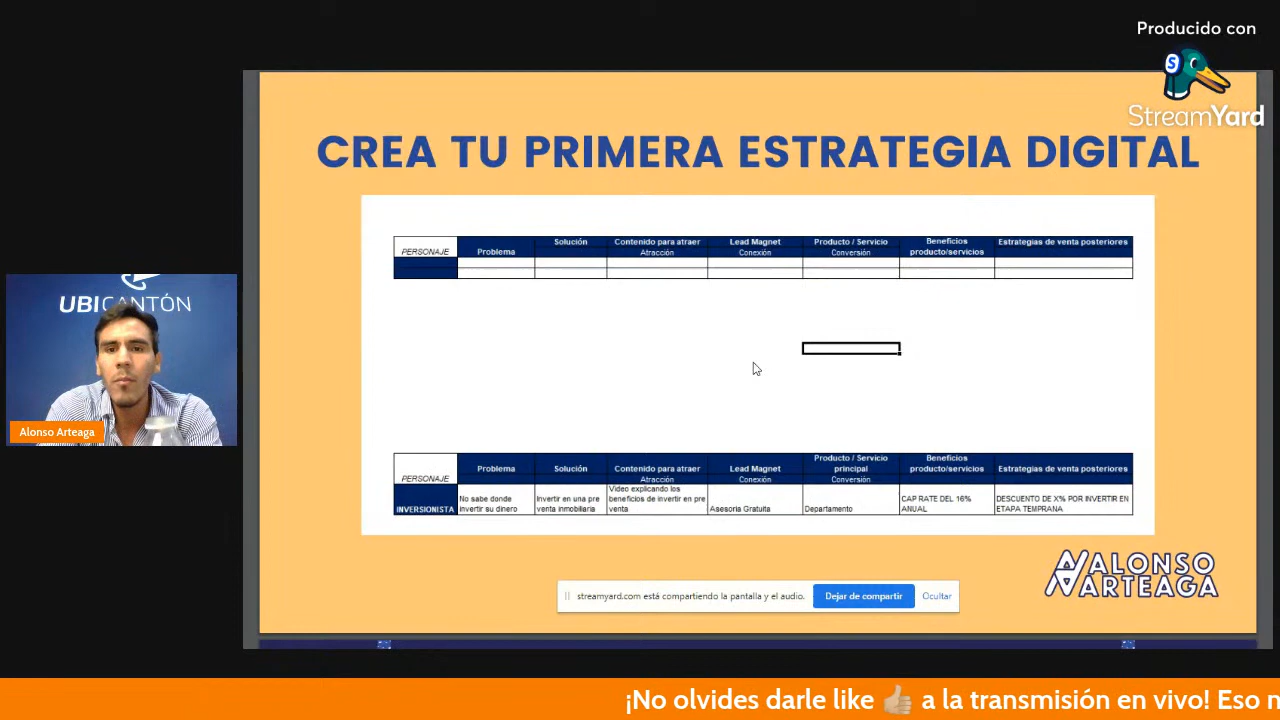 Producido con
StreamYard
CREA TU PRIMERA ESTRATEGIA DIGITAL
PERSONAJE
Problema
Solución
Contenido para atraer
Atracción
Lead Magnet
Conexión
Producto / Servicio
Conversión
Beneficios
producto/servicios
Estrategias de venta posteriores
UBICANTÓN
Alonso Arteaga
PERSONAJE
Problema
Solución
Contenido para atraer
Atracción
Lead Magnet
Conexión
Producto / Servicio
principal
Conversión
Beneficios
producto/servicios
Estrategias de venta posteriores
INVERSIONISTA
No sabe donde
invertir su dinero
Invertir en una pre
venta inmobiliaria
Video explicando los
beneficios de invertir en pre
venta
Asesoria Gratuita
Departamento
CAP RATE DEL 16%
ANUAL
DESCUENTO DE X% POR INVERTIR EN
ETAPA TEMPRANA
ALONSO
ARTEAGA
streamyard.com está compartiendo la pantalla y el audio.
Dejar de compartir
Ocultar
¡No olvides darle like 👍🏼 a la transmisión en vivo! Eso